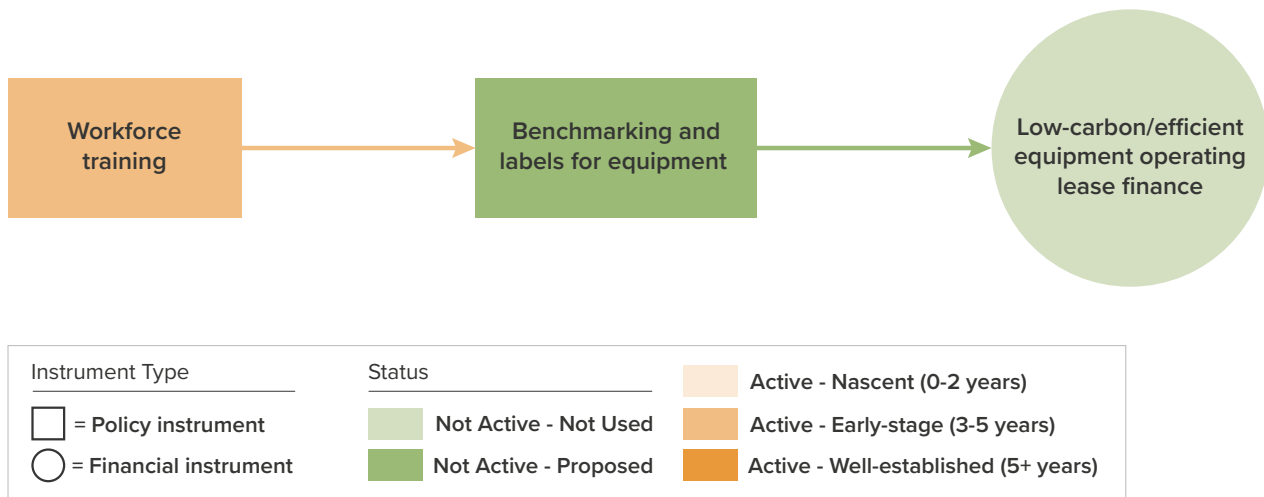 Workforce
training
Benchmarking and
labels for equipment
Low-carbon/efficient
equipment operating
lease finance
Instrument Type
= Policy instrument
= Financial instrument
Status
Not Active - Not Used
Not Active - Proposed
Active - Nascent (0-2 years)
Active - Early-stage (3-5 years)
Active - Well-established (5+ years)